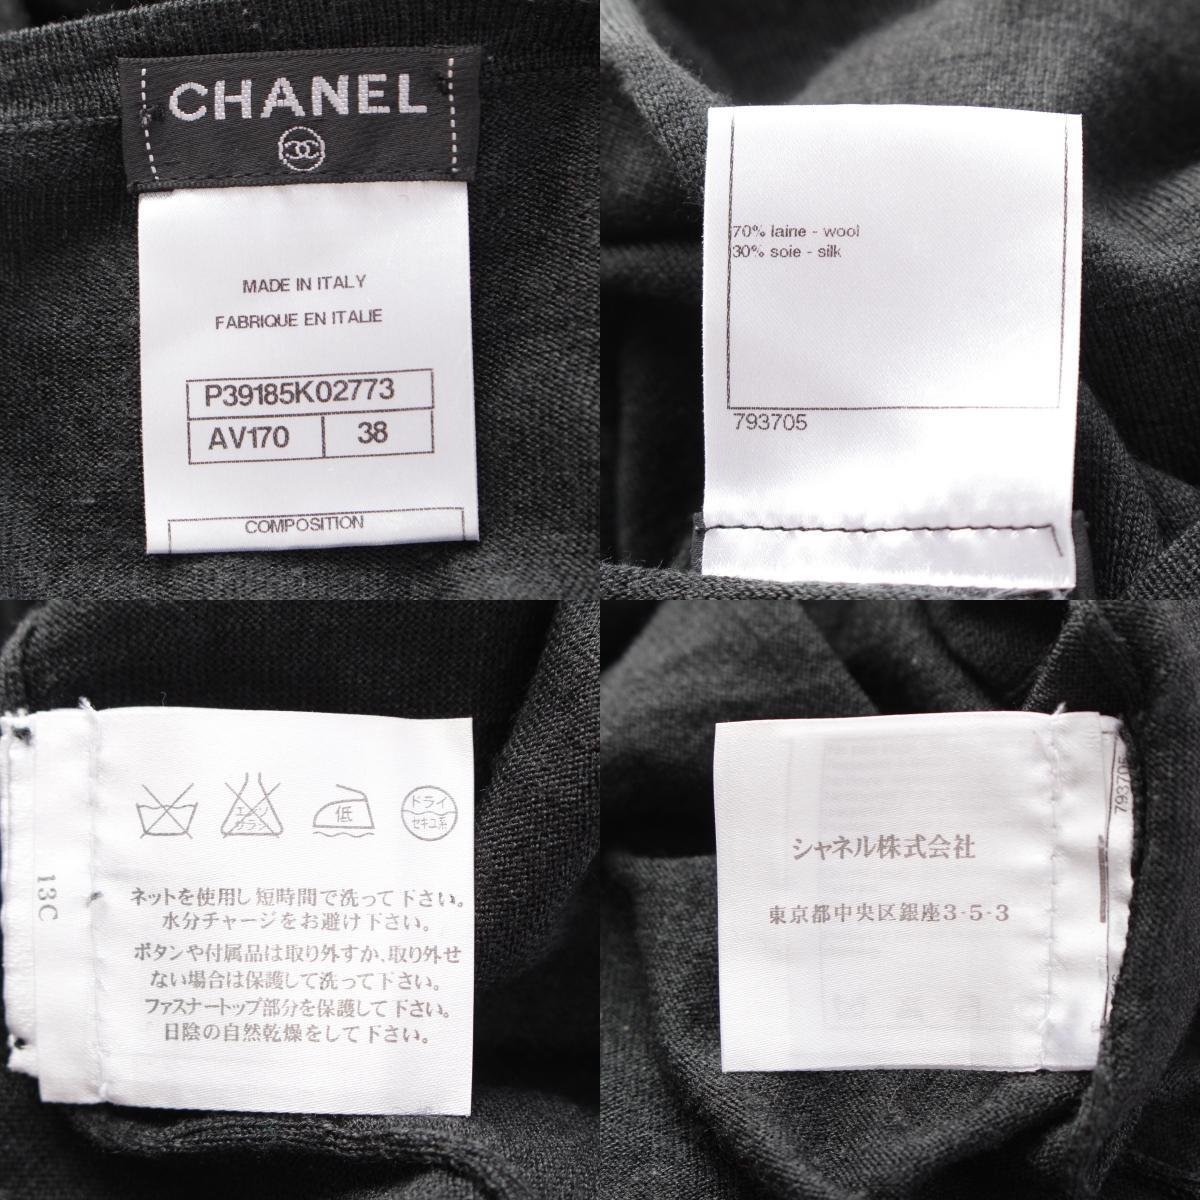 CHANEL
MADE IN ITALY
FABRIQUE EN ITALIE
P39185K02773
AV170 38
COMPOSITION
70% laine - wool
30% soie - silk
793705
エンソ
サラシ
低
ドライ
セキユ系
13C
ネットを使用し短時間で洗って下さい。
水分チャージをお避け下さい。
ボタンや付属品は取り外すか、取り外せ
ない場合は保護して洗って下さい。
ファスナートップ部分を保護して下さい。
日陰の自然乾燥をして下さい。
793705
シャネル株式会社
東京都中央区銀座3-5-3